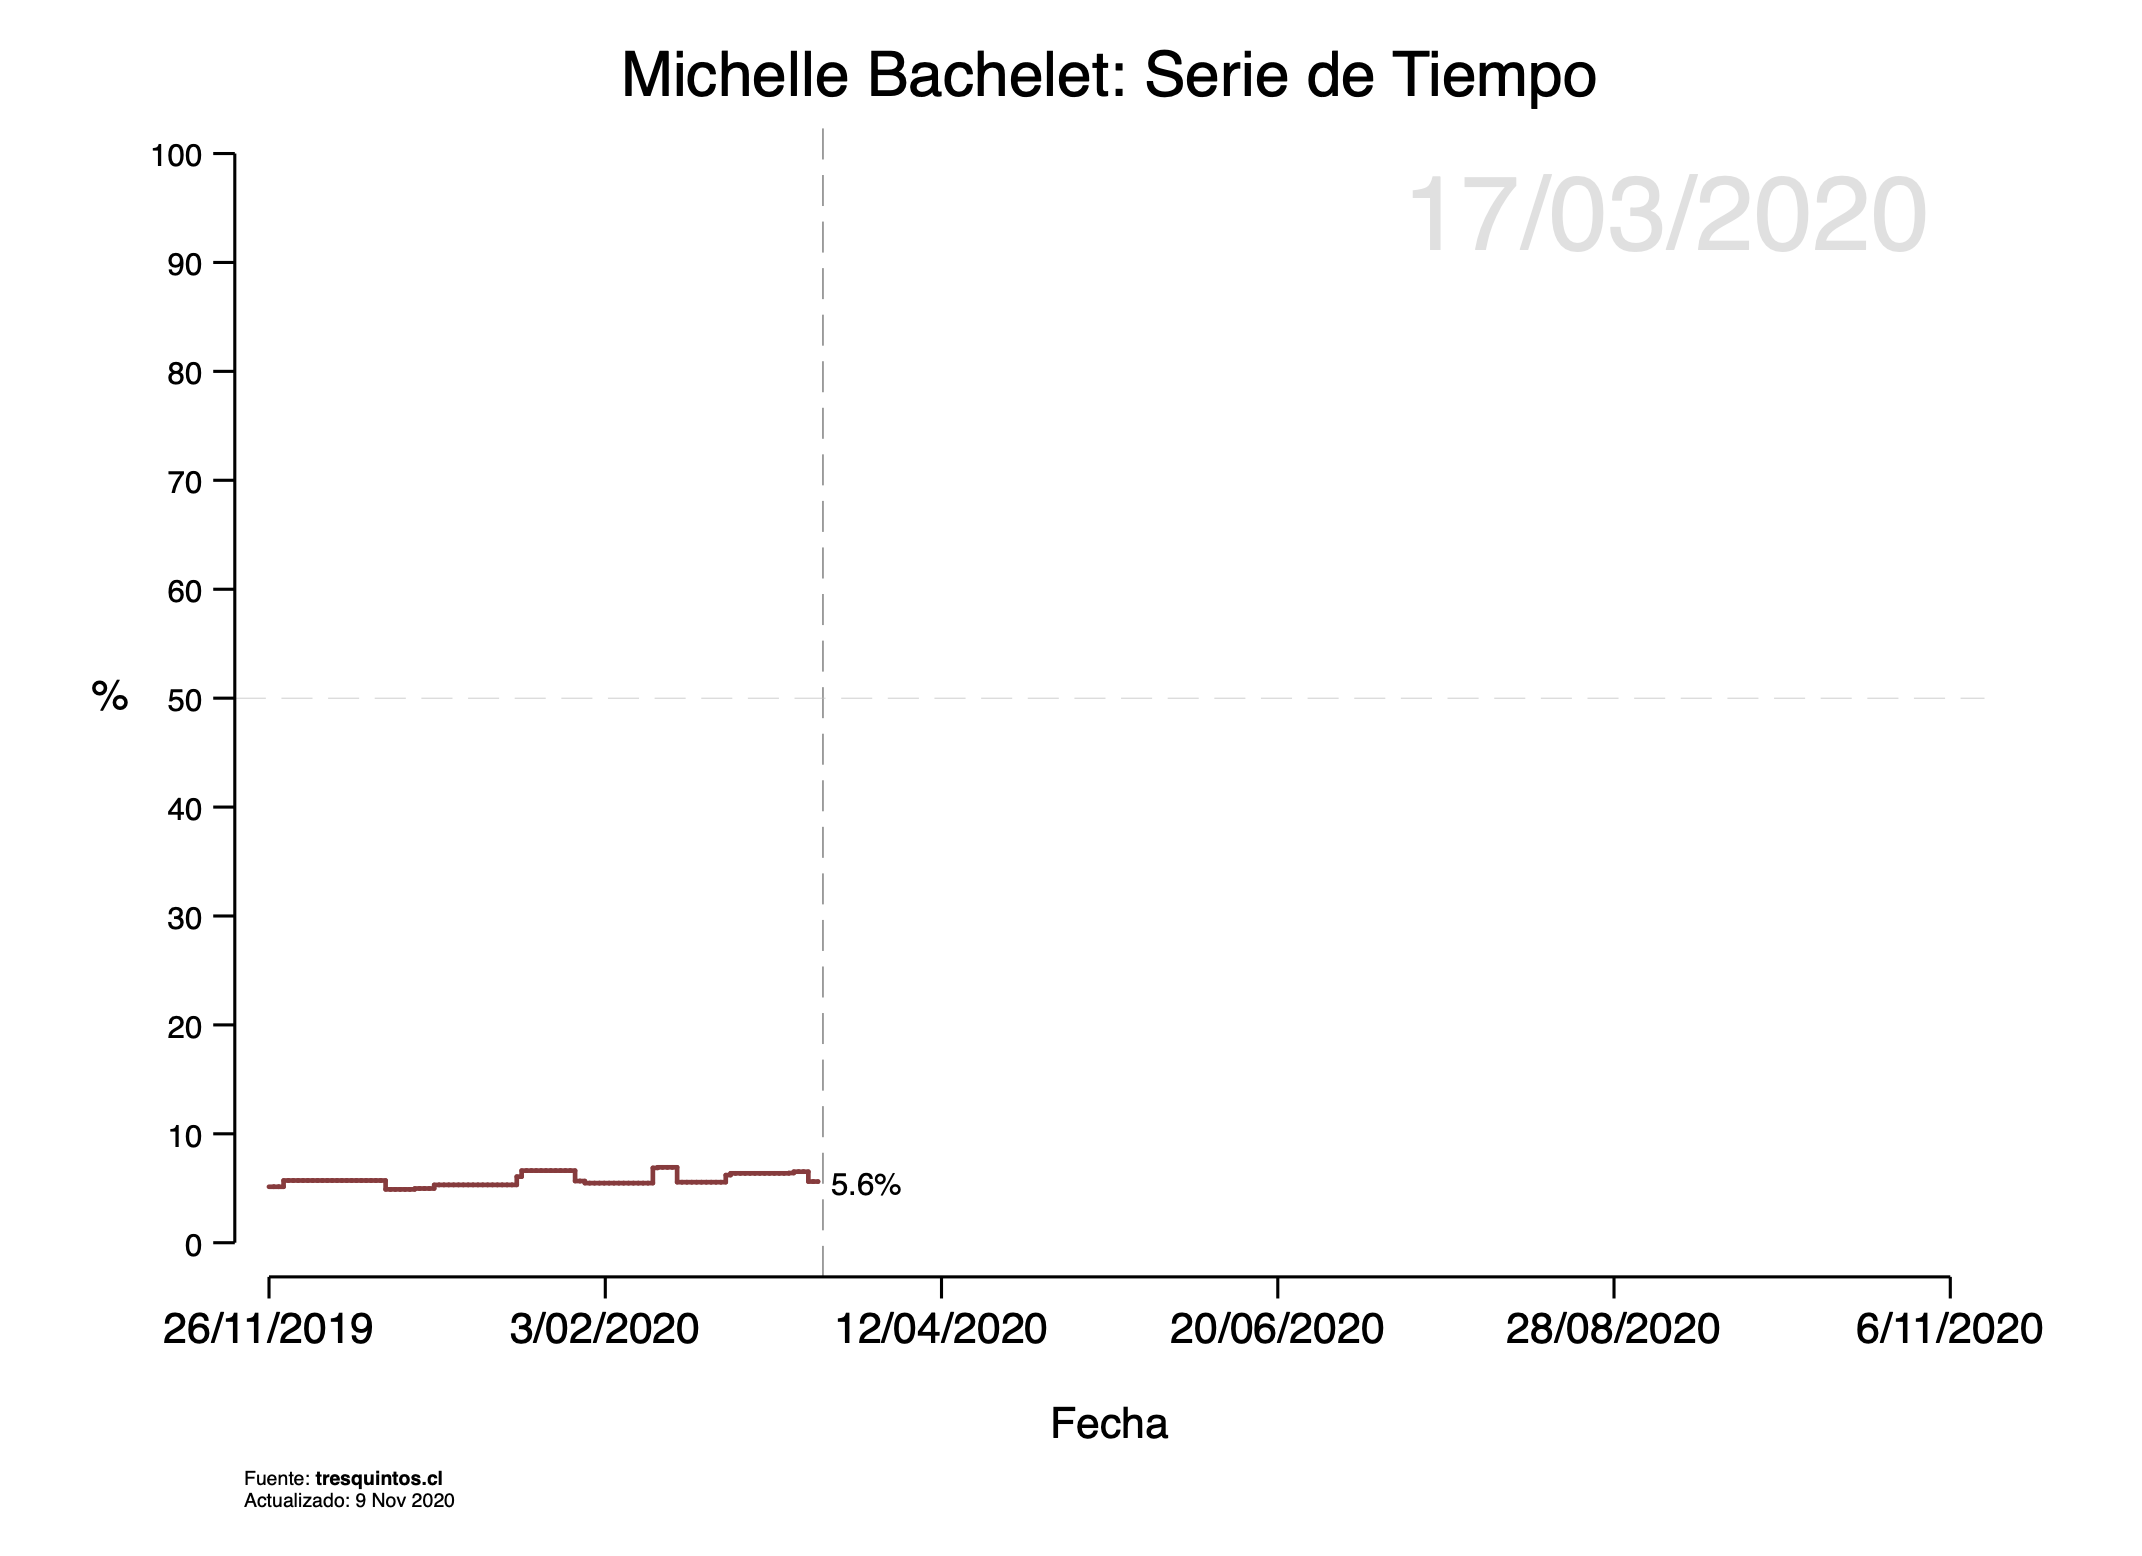 Michelle Bachelet: Serie de Tiempo
17/03/2020
100
90
80
70
60
50
40
30
20
10
0
%
5.6%
26/11/2019 3/02/2020 12/04/2020 20/06/2020 28/08/2020 6/11/2020
Fecha
Fuente: tresquintos.cl
Actualizado: 9 Nov 2020